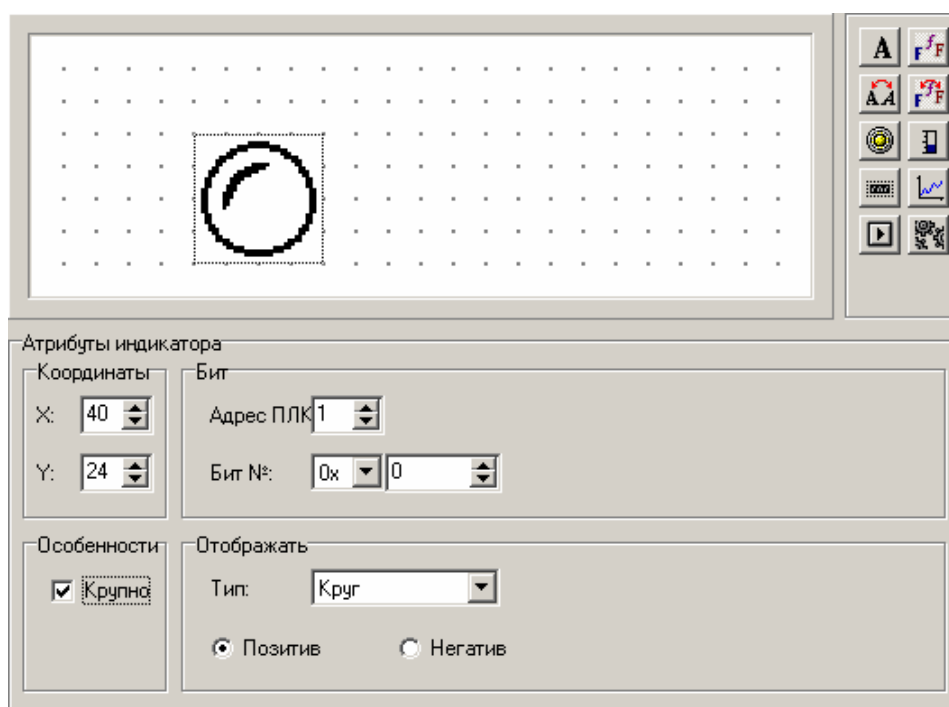 A
F f F
A A
F f F
Атрибуты индикатора
Координаты
Бит
X: 40
Адрес ПЛК 1
Y: 24
Бит №: 0x 0
Особенности
Отображать
Крупно
Тип: Круг
Позитив
Негатив